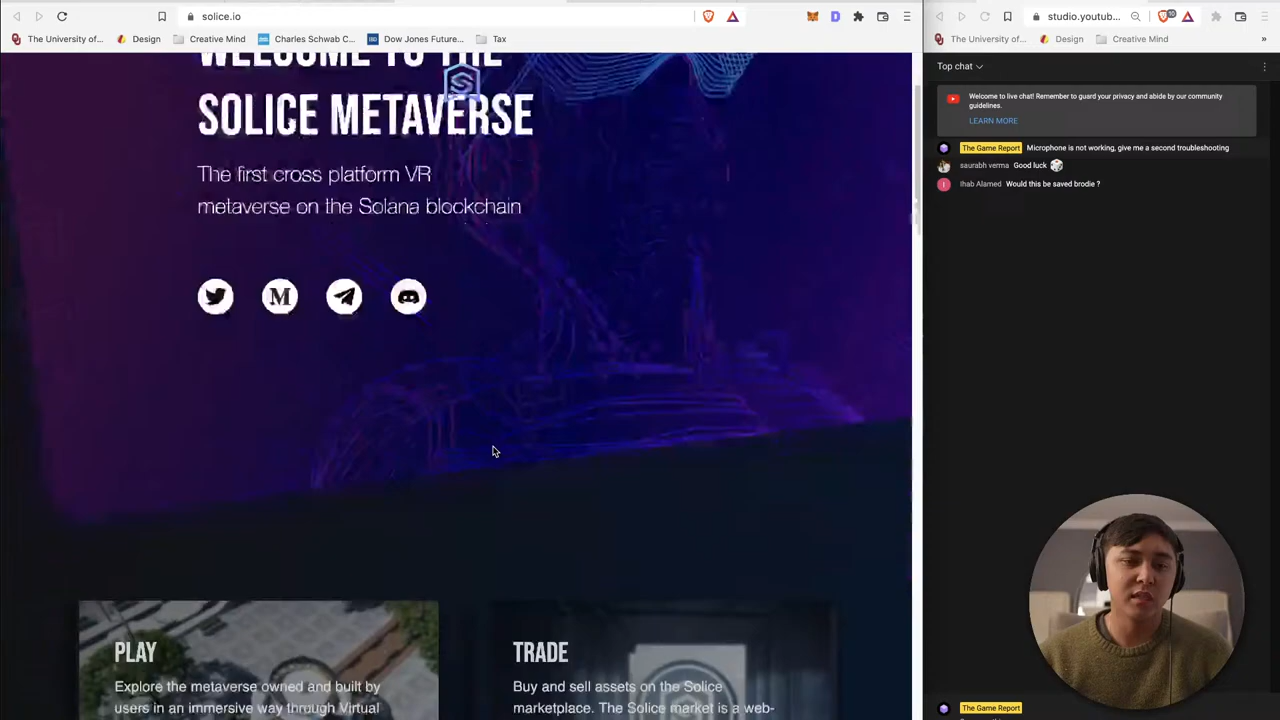 solice.io
The University of... Design Creative Mind Charles Schwab C... Dow Jones Future... Tax
WELCOME TO THE
SOLICE METAVERSE
The first cross platform VR
metaverse on the Solana blockchain
PLAY
Explore the metaverse owned and built by
users in an immersive way through Virtual
TRADE
Buy and sell assets on the Solice
marketplace. The Solice market is a web-
studio.youtub...
The University of... Design Creative Mind »
Top chat
Welcome to live chat! Remember to guard your privacy and abide by our community
guidelines.
LEARN MORE
The Game Report Microphone is not working, give me a second troubleshooting
saurabh verma Good luck
Ihab Alamed Would this be saved brodie ?
The Game Report